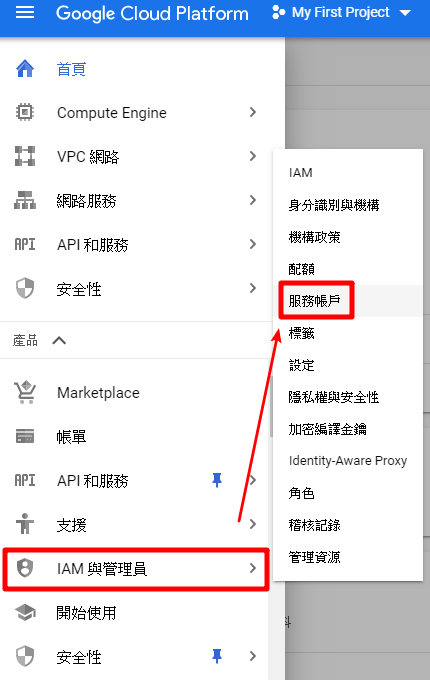 Google Cloud Platform
My First Project
首頁
Compute Engine
VPC 網路
網路服務
API 和服務
安全性
產品
Marketplace
帳單
API 和服務
支援
IAM 與管理員
開始使用
安全性
IAM
身分識別與機構
機構政策
配額
服務帳戶
標籤
設定
隱私權與安全性
加密編譯金鑰
Identity-Aware Proxy
角色
稽核記錄
管理資源
料